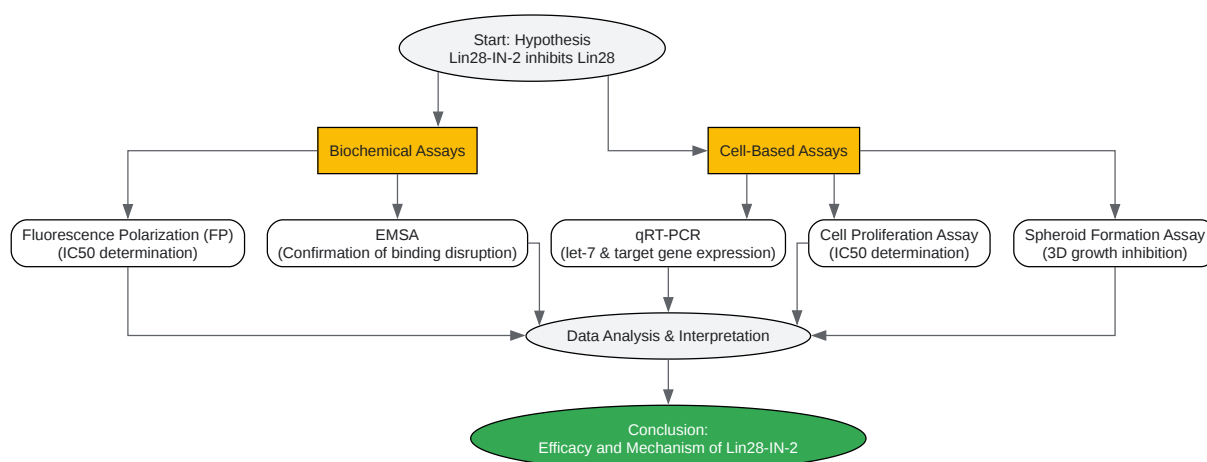 Start: Hypothesis
Lin28-IN-2 inhibits Lin28
Biochemical Assays
Cell-Based Assays
Fluorescence Polarization (FP)
(IC50 determination)
EMSA
(Confirmation of binding disruption)
qRT-PCR
(let-7 & target gene expression)
Cell Proliferation Assay
(IC50 determination)
Spheroid Formation Assay
(3D growth inhibition)
Data Analysis & Interpretation
Conclusion:
Efficacy and Mechanism of Lin28-IN-2